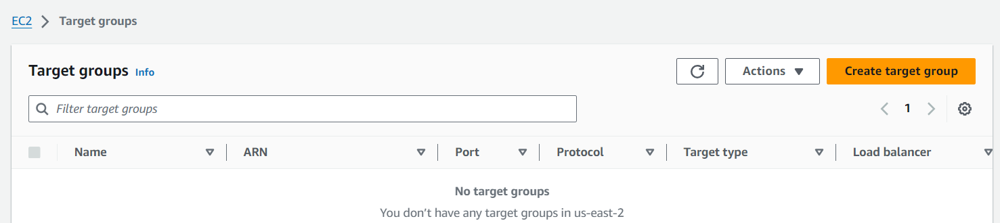 EC2 Target groups
Target groups Info Actions Create target group
Filter target groups 1
Name ARN Port Protocol Target type Load balancer
No target groups
You don’t have any target groups in us-east-2